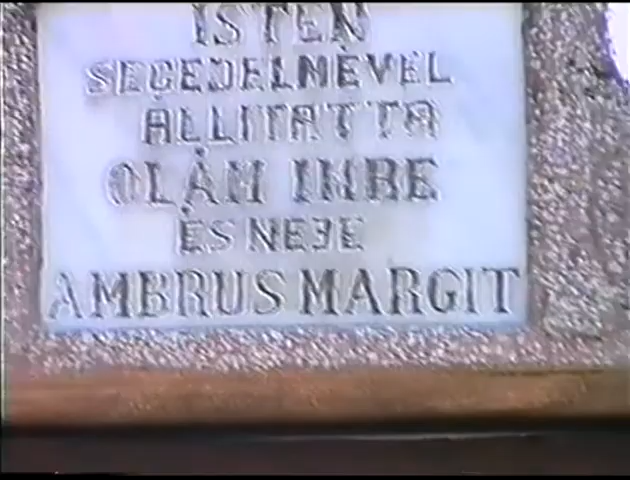 ISTEN
SEGEDELMÉVEL
ÁLLITATTA
OLÁH IMRE
ÉS NEJE
AMBRUS MARGIT